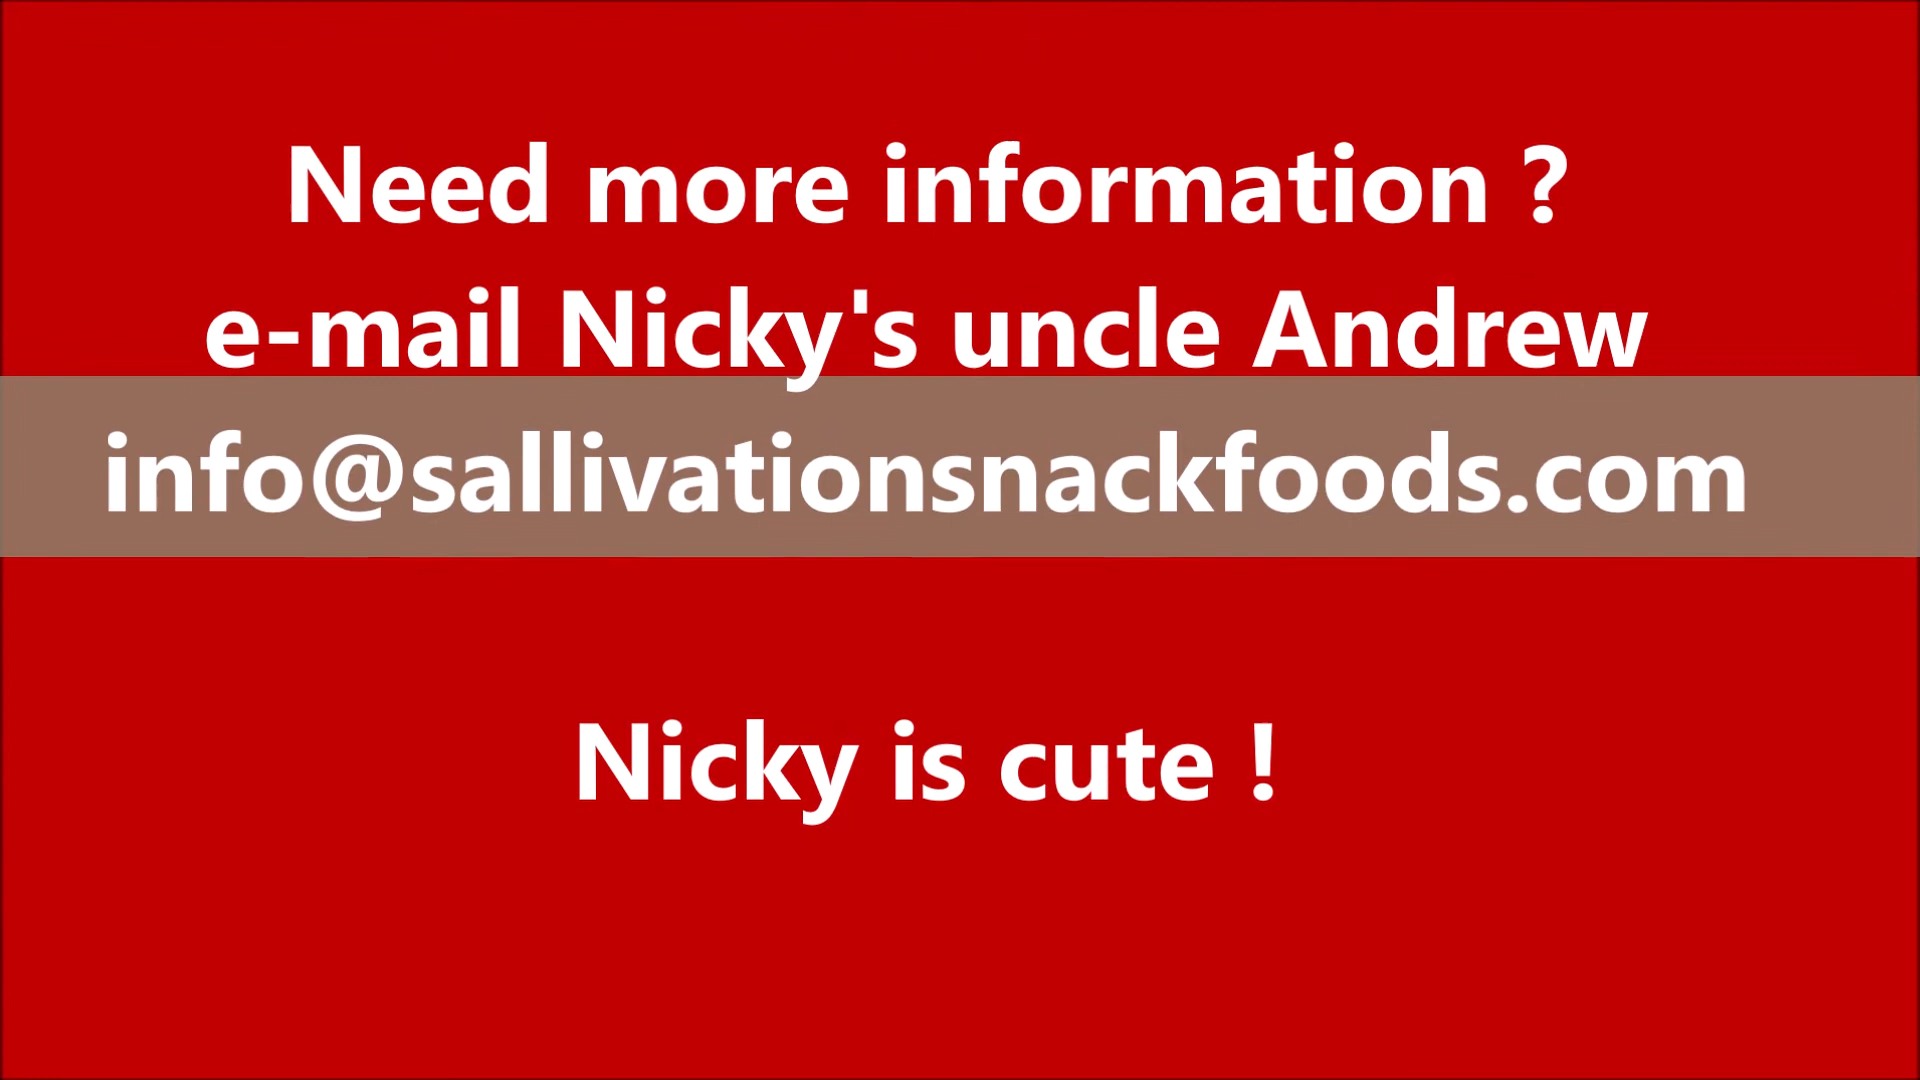 Need more information ?
e-mail Nicky's uncle Andrew
info@sallivationsnackfoods.com
Nicky is cute !